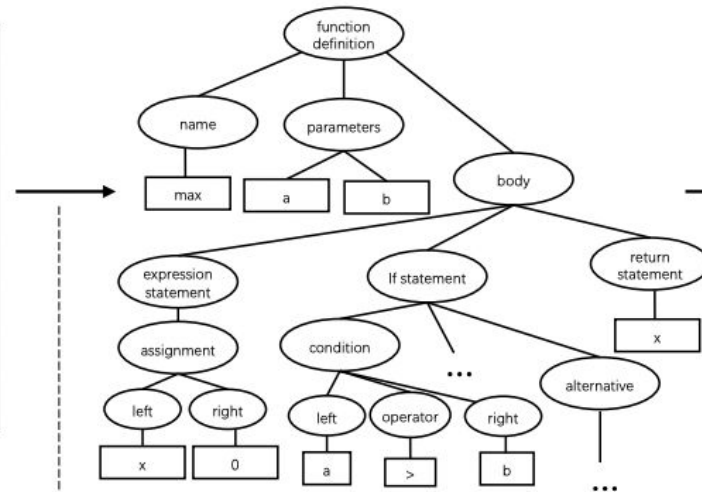 function
definition
name
parameters
max
a
b
body
expression
statement
If statement
return
statement
x
assignment
condition
...
alternative
left
right
left
operator
right
x
0
a
>
b
...